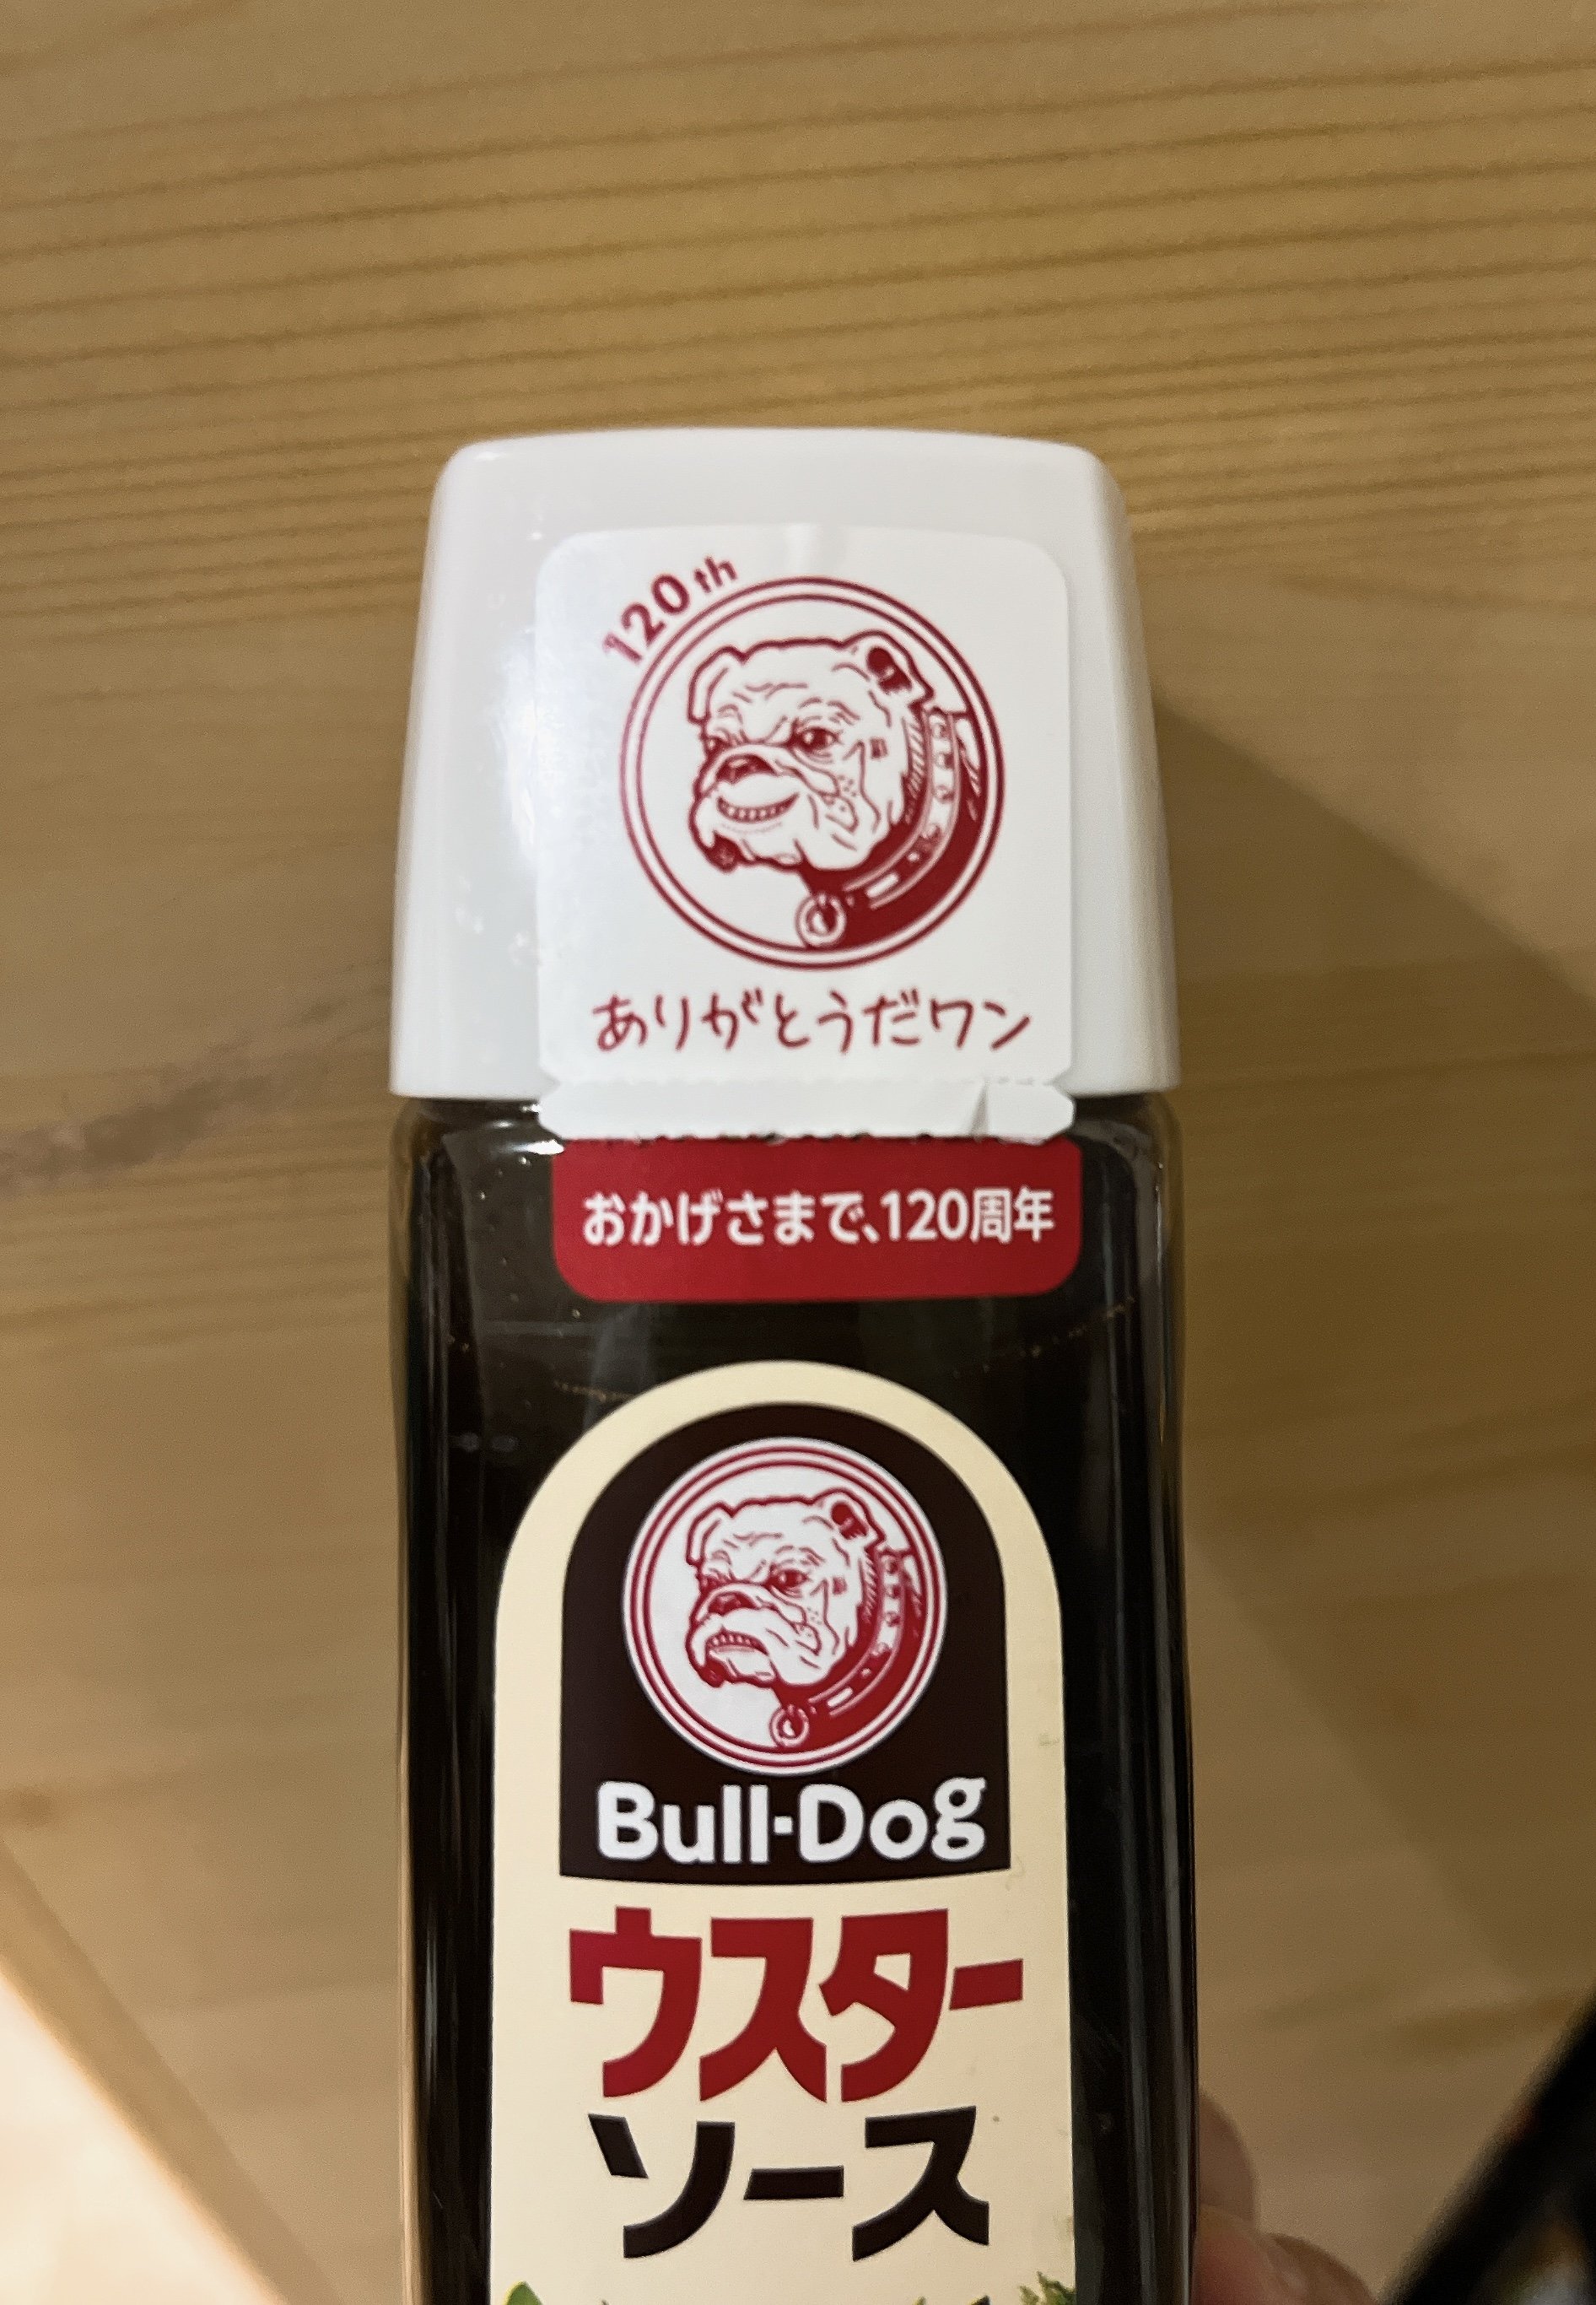 120th
ありがとうだワン
おかげさまで、120周年
Bull-Dog
ウスター
ソース